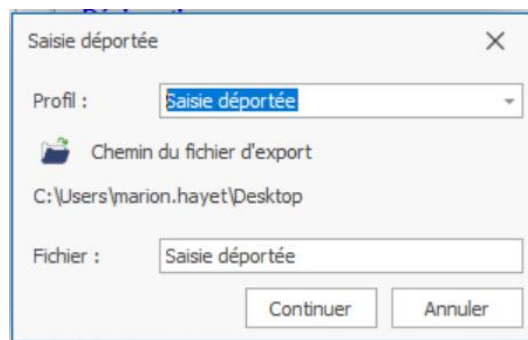 Saisie déportée
Profil : Saisie déportée
Chemin du fichier d'export
C:\Users\marion.hayet\Desktop
Fichier : Saisie déportée
Continuer Annuler